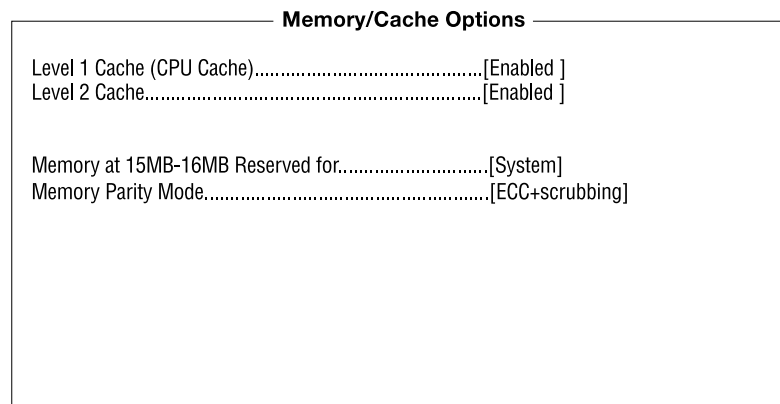 Memory/Cache Options
Level 1 Cache (CPU Cache).........................................[Enabled ]
Level 2 Cache............................................................[Enabled ]
Memory at 15MB-16MB Reserved for...........................[System]
Memory Parity Mode...................................................[ECC+scrubbing]